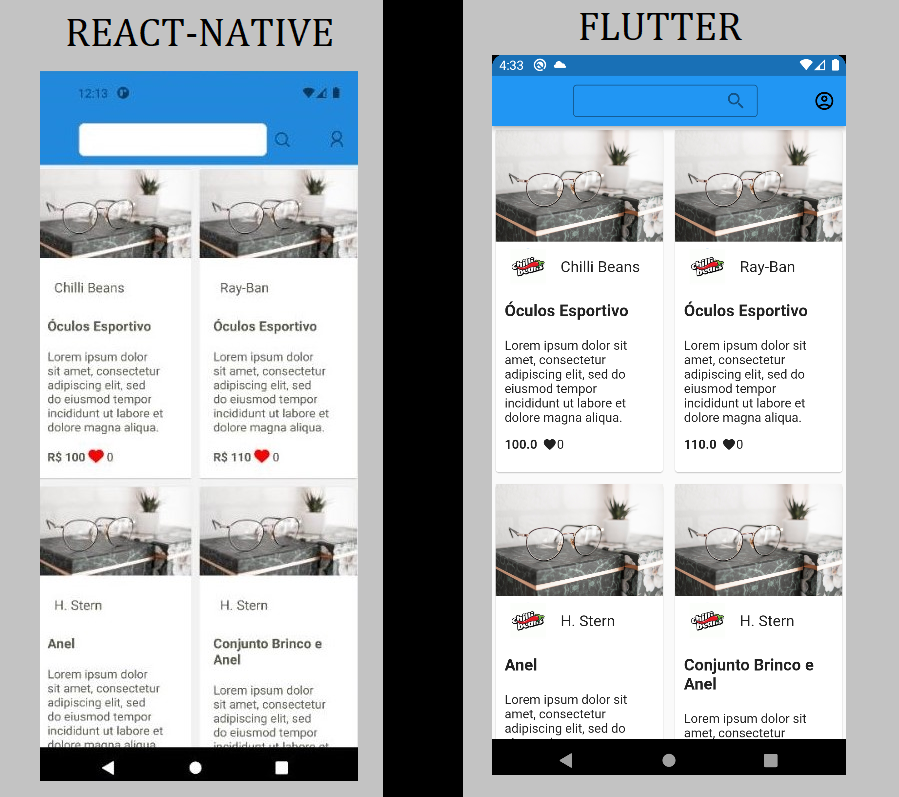 REACT-NATIVE
12:13
Chilli Beans
Óculos Esportivo
Lorem ipsum dolor
sit amet, consectetur
adipiscing elit, sed
do eiusmod tempor
incididunt ut labore et
dolore magna aliqua.
R$ 100 0
Ray-Ban
Óculos Esportivo
Lorem ipsum dolor
sit amet, consectetur
adipiscing elit, sed
do eiusmod tempor
incididunt ut labore et
dolore magna aliqua.
R$ 110 0
H. Stern
Anel
Lorem ipsum dolor
sit amet, consectetur
adipiscing elit, sed
do eiusmod tempor
incididunt ut labore et
dolore magna aliqua.
H. Stern
Conjunto Brinco e
Anel
Lorem ipsum dolor
sit amet, consectetur
adipiscing elit, sed
do eiusmod tempor
incididunt ut labore et
FLUTTER
4:33
chilli
beans
Chilli Beans
Óculos Esportivo
Lorem ipsum dolor sit
amet, consectetur
adipiscing elit, sed do
eiusmod tempor
incididunt ut labore et
dolore magna aliqua.
100.0 0
chilli
beans
Ray-Ban
Óculos Esportivo
Lorem ipsum dolor sit
amet, consectetur
adipiscing elit, sed do
eiusmod tempor
incididunt ut labore et
dolore magna aliqua.
110.0 0
chilli
beans
H. Stern
Anel
Lorem ipsum dolor sit
amet, consectetur
adipiscing elit, sed do
chilli
beans
H. Stern
Conjunto Brinco e
Anel
Lorem ipsum dolor sit
amet, consectetur